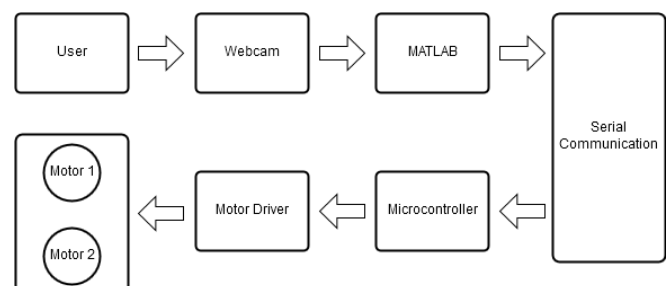 User
Webcam
MATLAB
Serial
Communication
Motor 1
Motor Driver
Microcontroller
Motor 2